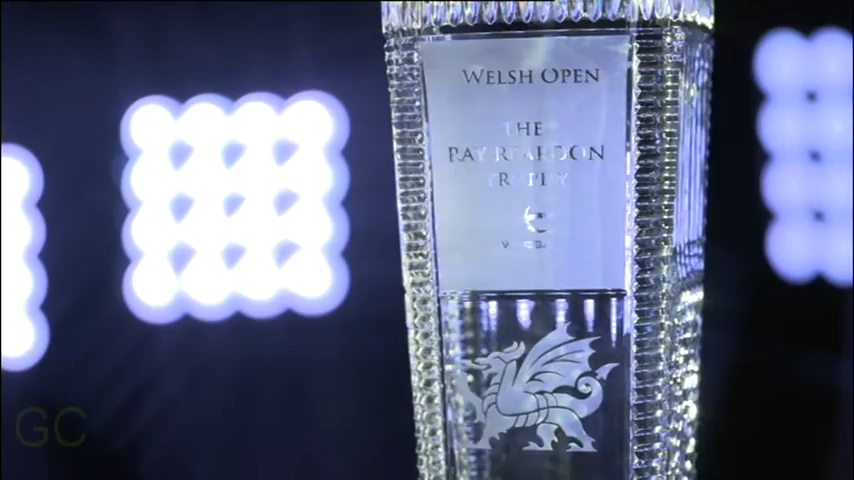 WELSH OPEN
THE
RAY REARDON
TROPHY
GC